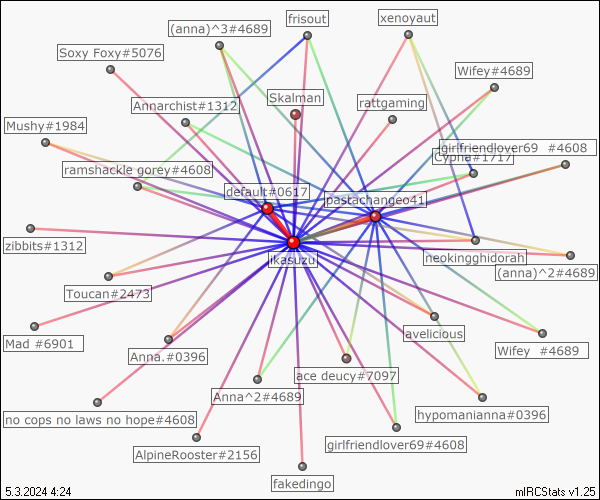 (anna)^3#4689
frisout
xenoyaut
Soxy Foxy#5076
Wifey#4689
Skalman
Annarchist#1312
rattgaming
Mushy#1984
girlfriendlover69 #4608
Cypha#1717
ramshackle gorey#4608
default#0617
pastachangeo41
zibbits#1312
ikasuzu
heokingghidorah
(anna)^2#4689
Toucan#2473
avelicious
Mad #6901
Anna.#0396
Wifey #4689
ace deucy#7097
Anna^2#4689
hypomanianna#0396
no cops no laws no hope#4608
girlfriendlover69#4608
AlpineRooster#2156
fakedingo
5.3.2024 4:24
mIRCStats v1.25